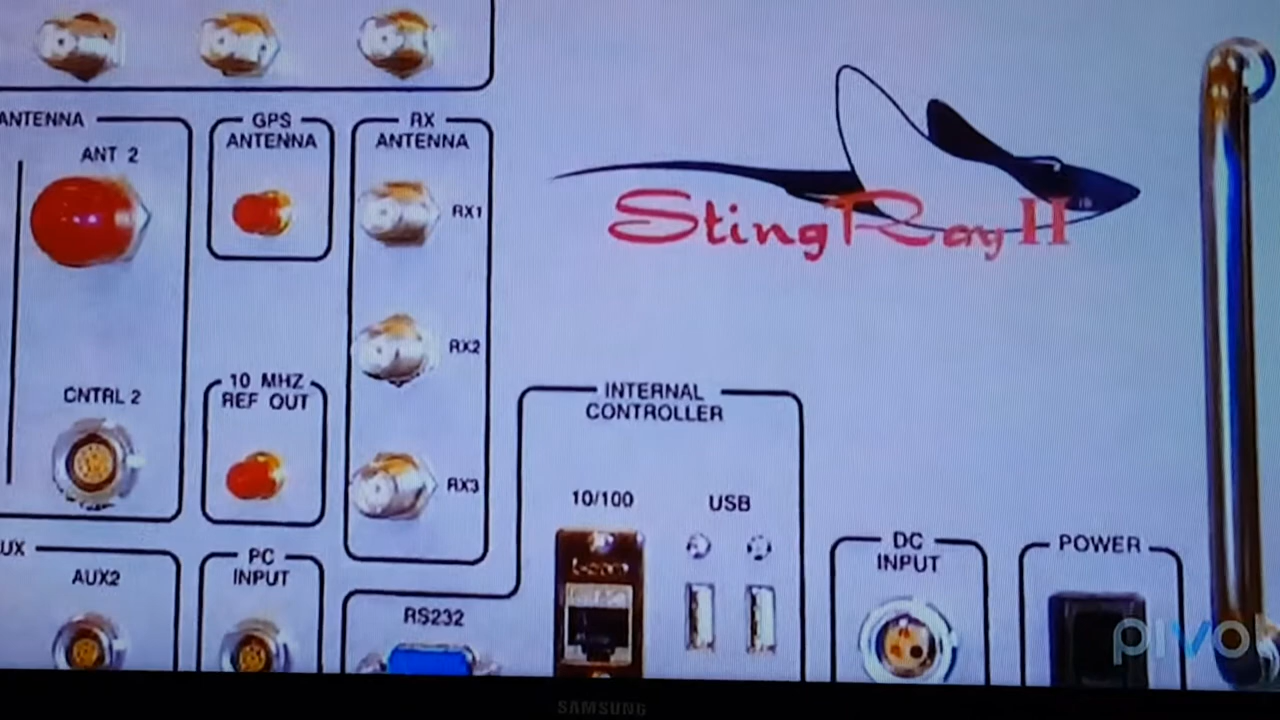 ANTENNA
ANT 2
GPS
ANTENNA
RX
ANTENNA
RX1
RX2
RX3
StingRay II
CNTRL 2
10 MHZ
REF OUT
INTERNAL
CONTROLLER
10/100
USB
UX
AUX2
PC
INPUT
RS232
DC
INPUT
POWER
pivot
SAMSUNG